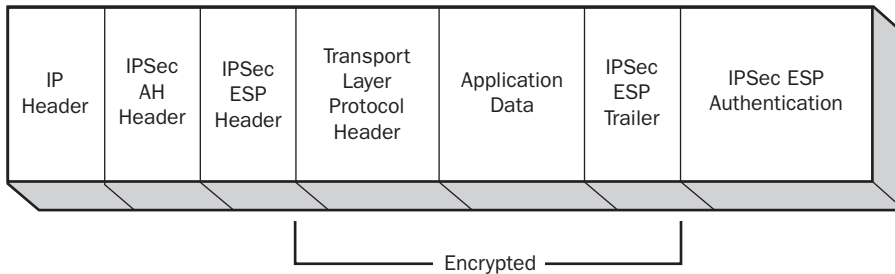 IP
Header
IPSec
AH
Header
IPSec
ESP
Header
Transport
Layer
Protocol
Header
Application
Data
IPSec
ESP
Trailer
IPSec ESP
Authentication
Encrypted